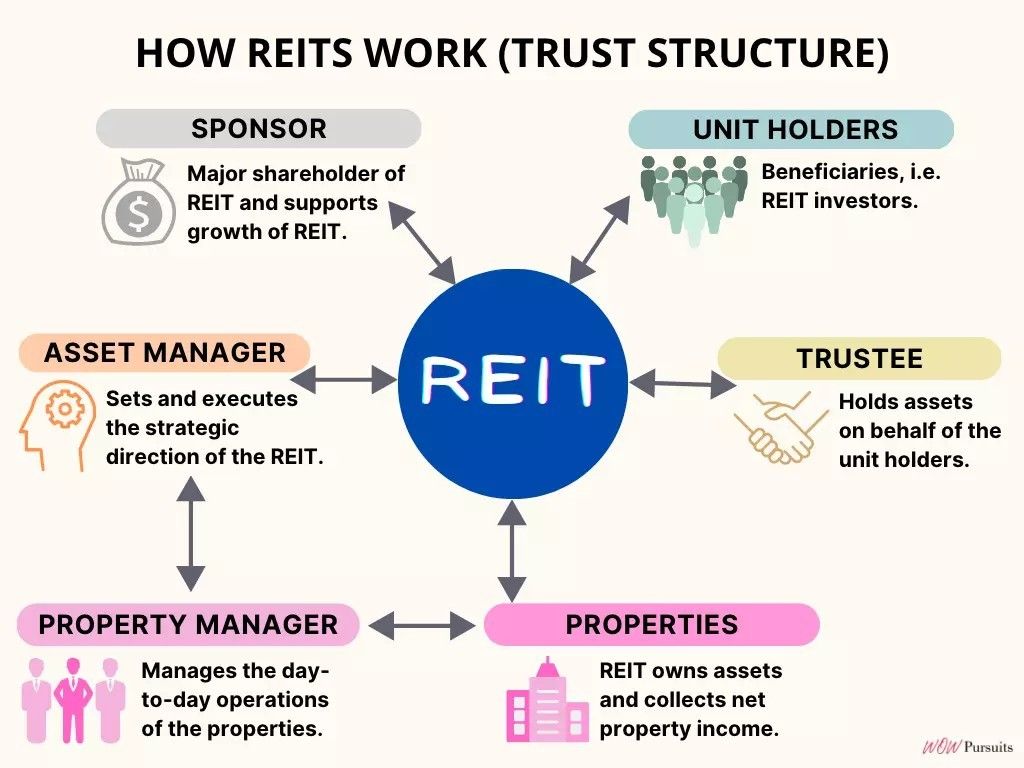 HOW REITS WORK (TRUST STRUCTURE)
SPONSOR
Major shareholder of
REIT and supports
growth of REIT.
$
UNIT HOLDERS
Beneficiaries, i.e.
REIT investors.
ASSET MANAGER
Sets and executes
the strategic
direction of the REIT.
REIT
TRUSTEE
Holds assets
on behalf of the
unit holders.
PROPERTY MANAGER
Manages the day-
to-day operations
of the properties.
PROPERTIES
REIT owns assets
and collects net
property income.
WOW Pursuits